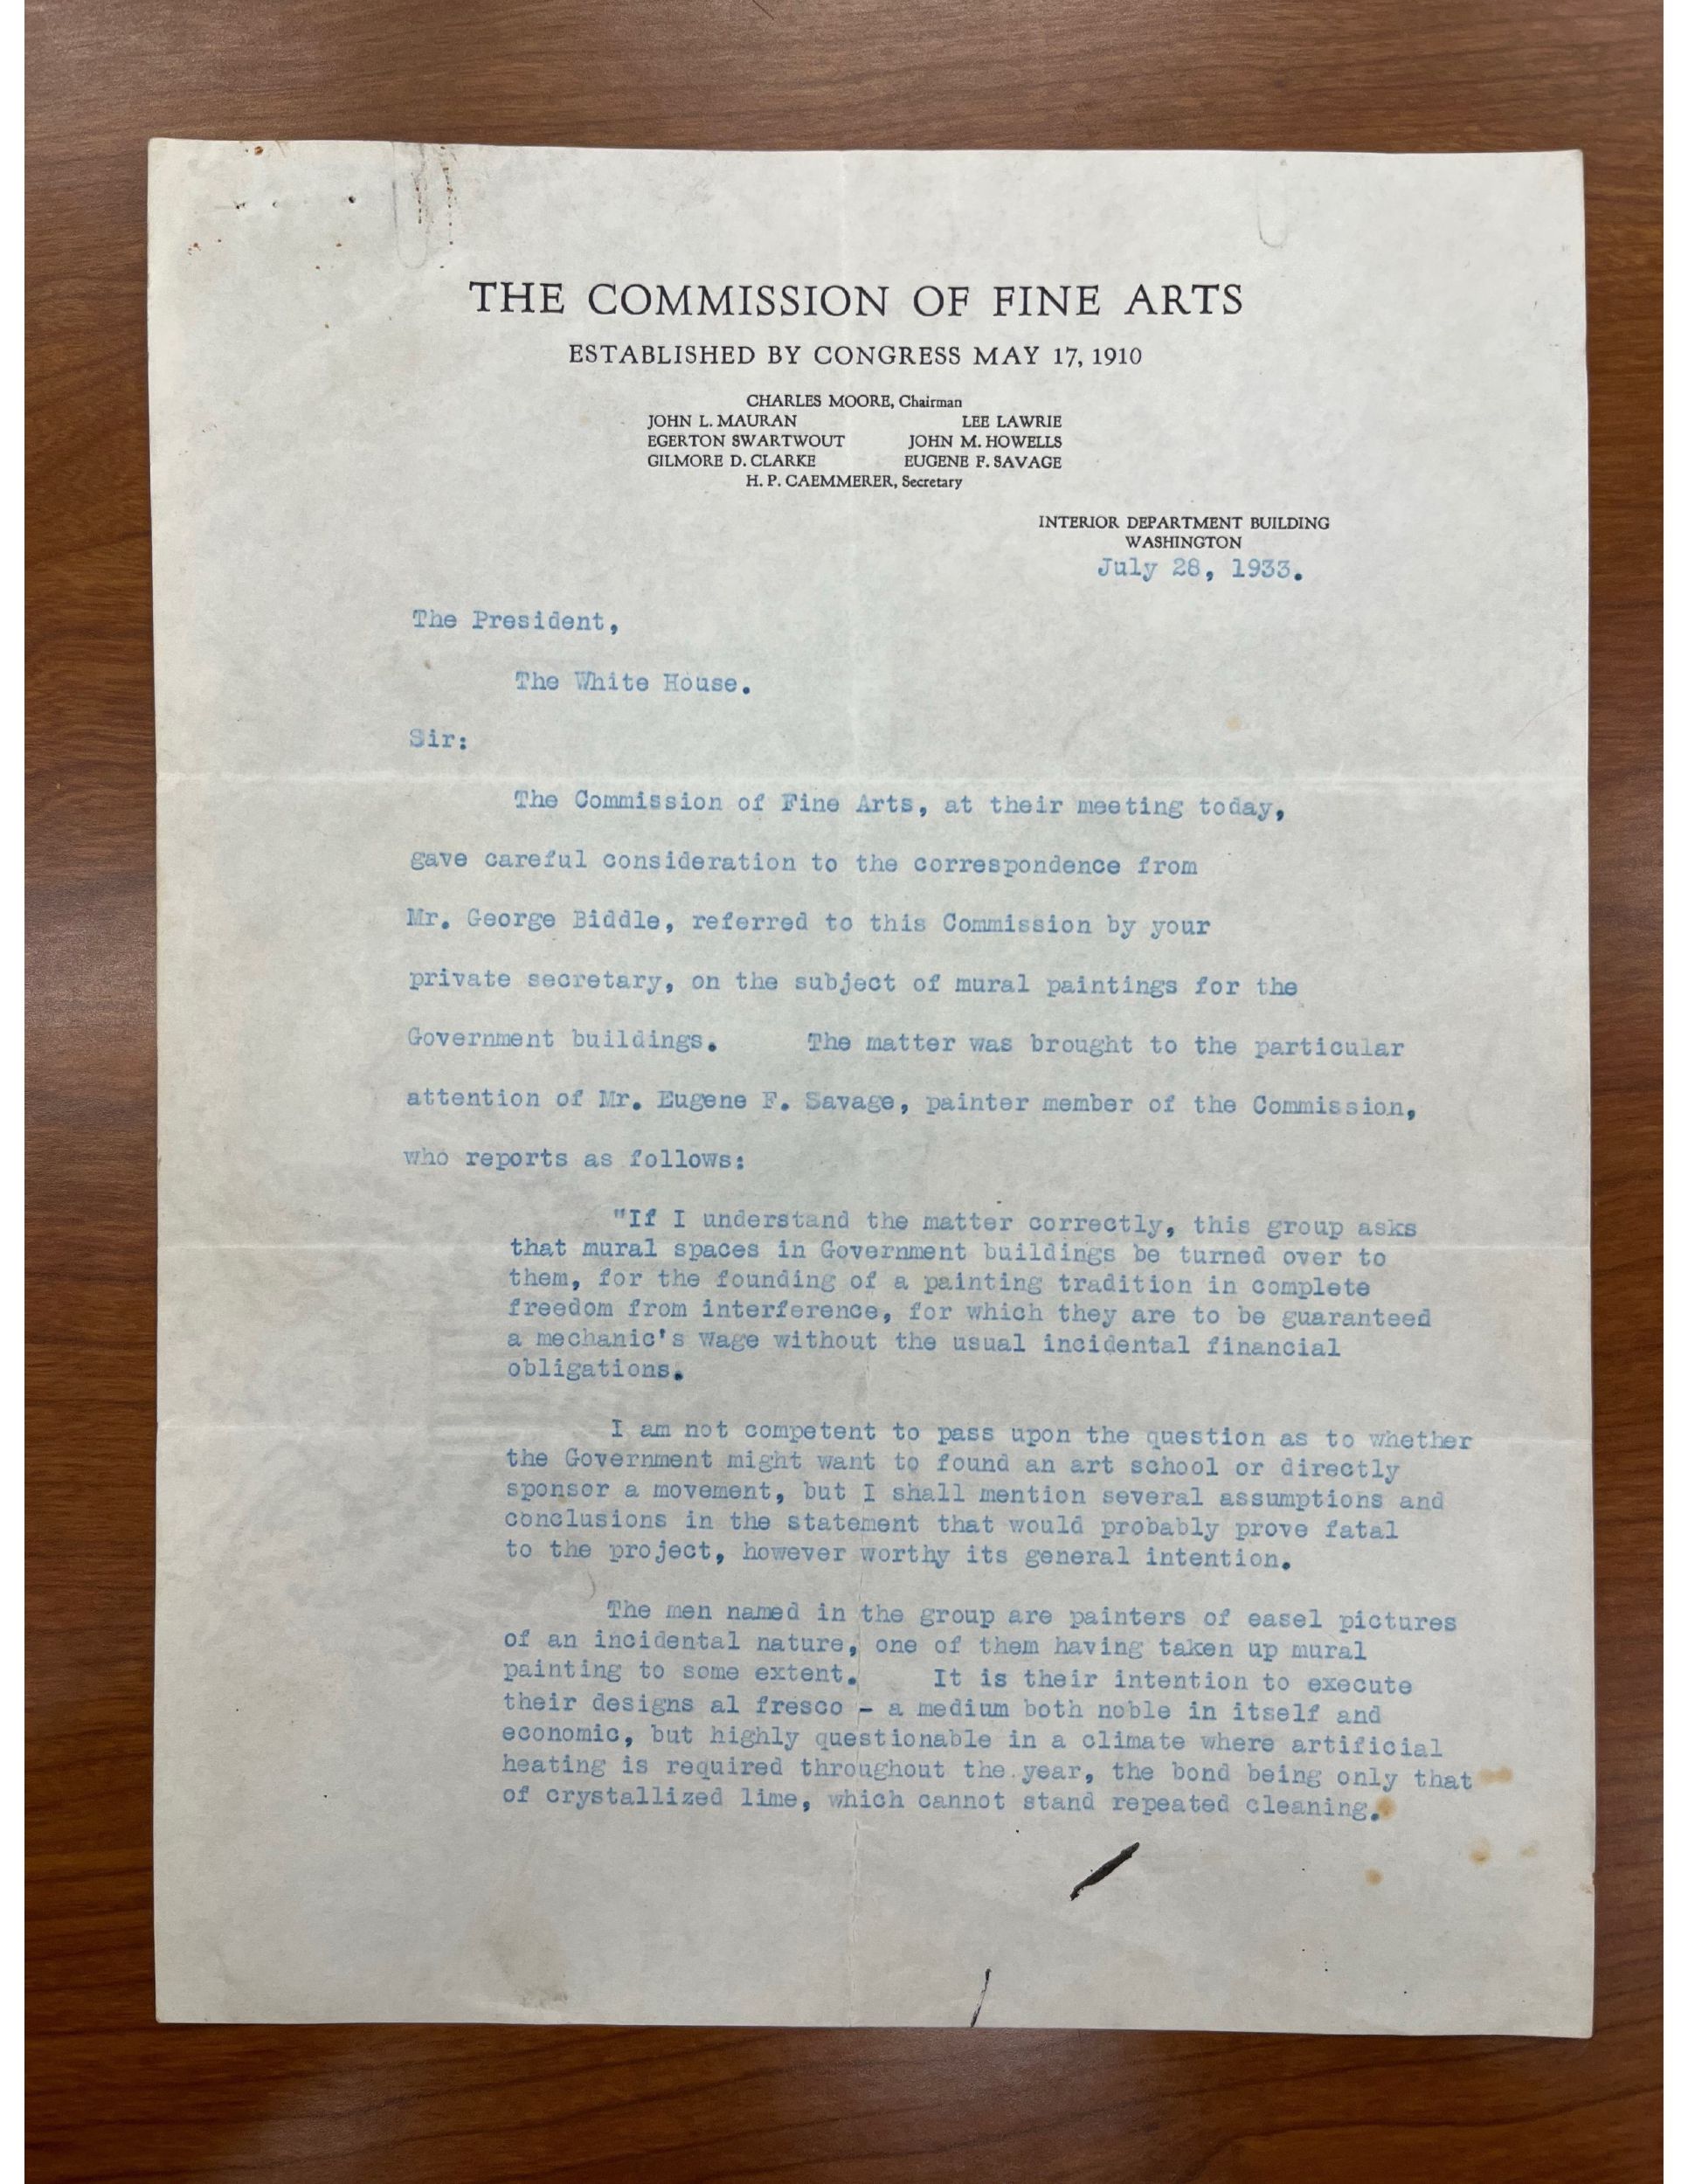 THE COMMISSION OF FINE ARTS
ESTABLISHED BY CONGRESS MAY 17, 1910
CHARLES MOORE, Chairman
JOHN L. MAURAN LEE LAWRIE
EGERTON SWARTWOUT JOHN M. HOWELLS
GILMORE D. CLARKE EUGENE F. SAVAGE
H. P. CAEMMERER, Secretary
INTERIOR DEPARTMENT BUILDING
WASHINGTON
July 28, 1933.
The President,
The White House.
Sir:
The Commission of Fine Arts, at their meeting today,
gave careful consideration to the correspondence from
Mr. George Biddle, referred to this Commission by your
private secretary, on the subject of mural paintings for the
Government buildings. The matter was brought to the particular
attention of Mr. Eugene F. Savage, painter member of the Commission,
who reports as follows:
"If I understand the matter correctly, this group asks
that mural spaces in Government buildings be turned over to
them, for the founding of a painting tradition in complete
freedom from interference, for which they are to be guaranteed
a mechanic's wage without the usual incidental financial
obligations.
I am not competent to pass upon the question as to whether
the Government might want to found an art school or directly
sponsor a movement, but I shall mention several assumptions and
conclusions in the statement that would probably prove fatal
to the project, however worthy its general intention.
The men named in the group are painters of easel pictures
of an incidental nature, one of them having taken up mural
painting to some extent. It is their intention to execute
their designs al fresco - a medium both noble in itself and
economic, but highly questionable in a climate where artificial
heating is required throughout the year, the bond being only that
of crystallized lime, which cannot stand repeated cleaning.